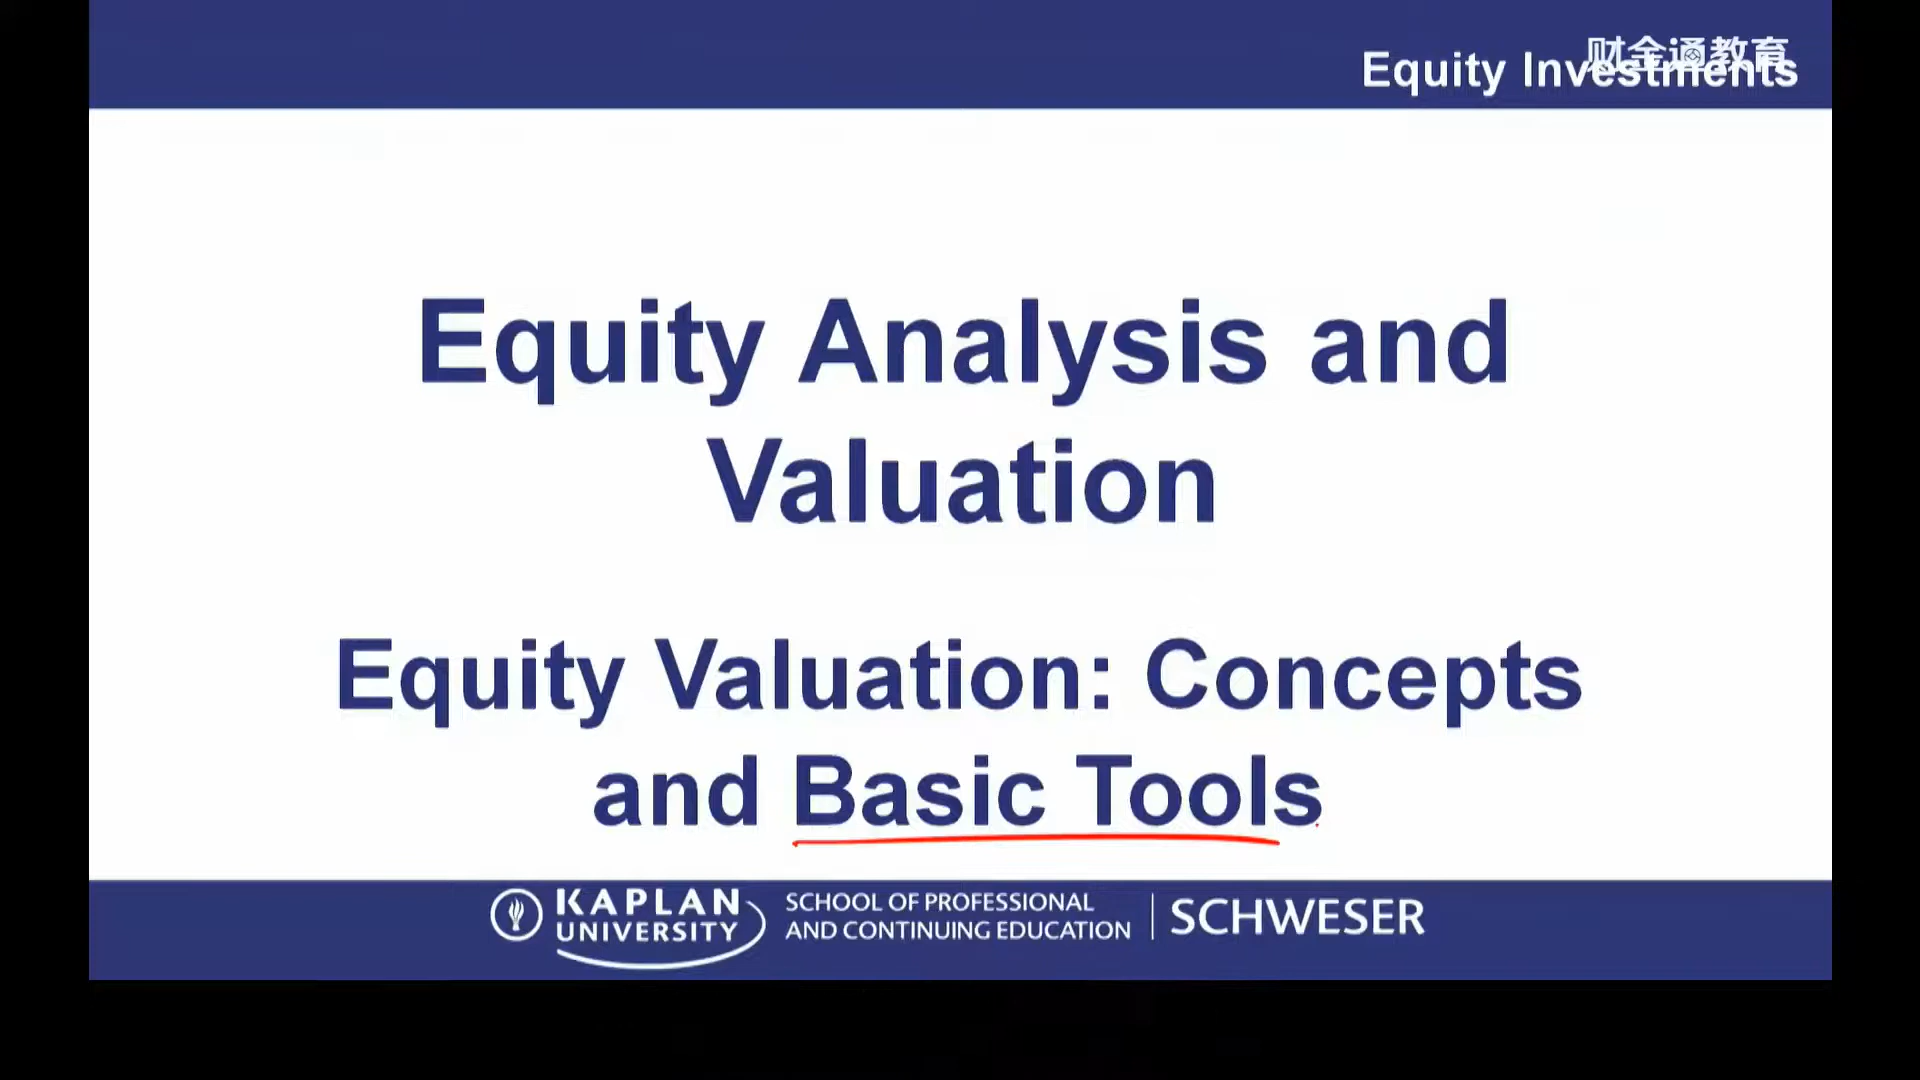 财金通教育
Equity Investments
Equity Analysis and
Valuation
Equity Valuation: Concepts
and Basic Tools
KAPLAN
UNIVERSITY
SCHOOL OF PROFESSIONAL
AND CONTINUING EDUCATION
SCHWESER